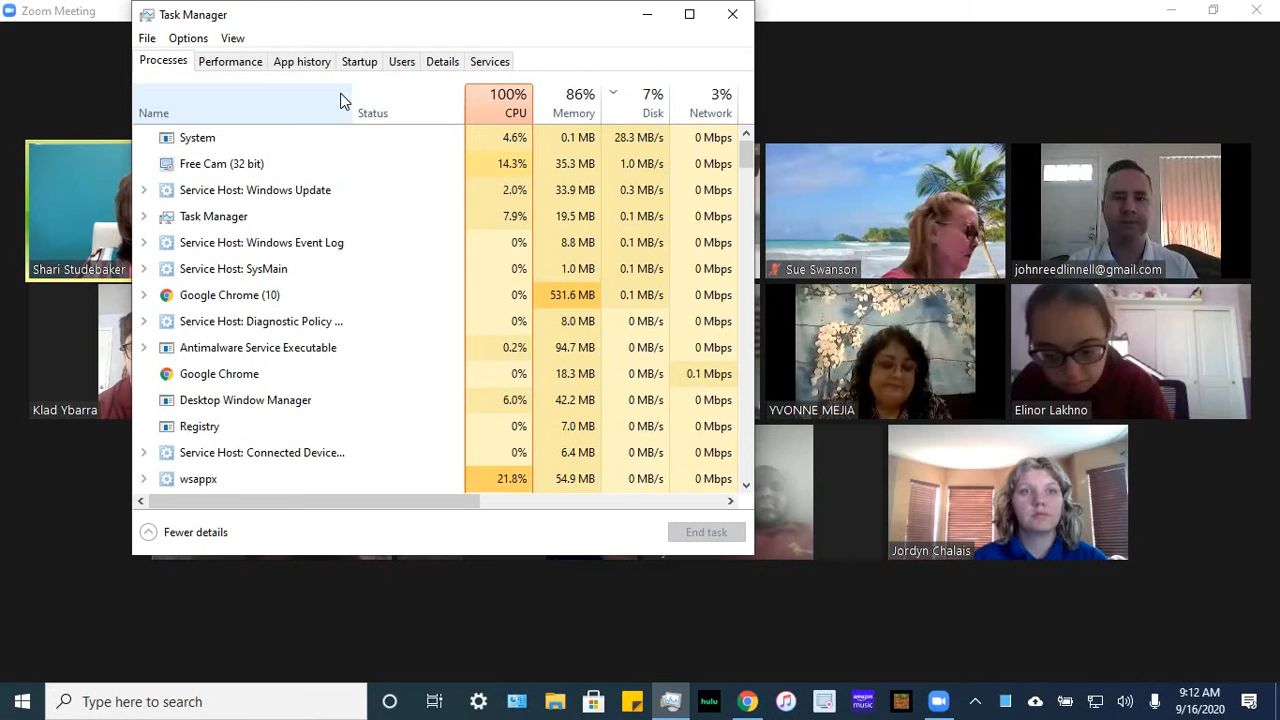 Zoom Meeting
Task Manager
File Options View
Processes Performance App history Startup Users Details Services
100% 86% 7% 3%
Name Status CPU Memory Disk Network
System 4.6% 0.1 MB 28.3 MB/s 0 Mbps
Free Cam (32 bit) 14.3% 35.3 MB 1.0 MB/s 0 Mbps
Service Host: Windows Update 2.0% 33.9 MB 0.3 MB/s 0 Mbps
Task Manager 7.9% 19.5 MB 0.1 MB/s 0 Mbps
Service Host: Windows Event Log 0% 8.8 MB 0.1 MB/s 0 Mbps
Service Host: SysMain 0% 1.0 MB 0.1 MB/s 0 Mbps
Google Chrome (10) 0% 531.6 MB 0.1 MB/s 0 Mbps
Service Host: Diagnostic Policy ... 0% 8.0 MB 0 MB/s 0 Mbps
Antimalware Service Executable 0.2% 94.7 MB 0 MB/s 0 Mbps
Google Chrome 0% 18.3 MB 0 MB/s 0.1 Mbps
Desktop Window Manager 6.0% 42.2 MB 0 MB/s 0 Mbps
Registry 0% 7.0 MB 0 MB/s 0 Mbps
Service Host: Connected Device... 0% 6.4 MB 0 MB/s 0 Mbps
wsappx 21.8% 54.9 MB 0 MB/s 0 Mbps
Fewer details End task
Shari Studebaker
Sue Swanson
johnreedlinnell@gmail.com
Klad Ybarra
YVONNE MEJIA
Elinor Lakhno
Jordyn Chalais
Type here to search
hulu
amazon
music
9:12 AM
9/16/2020